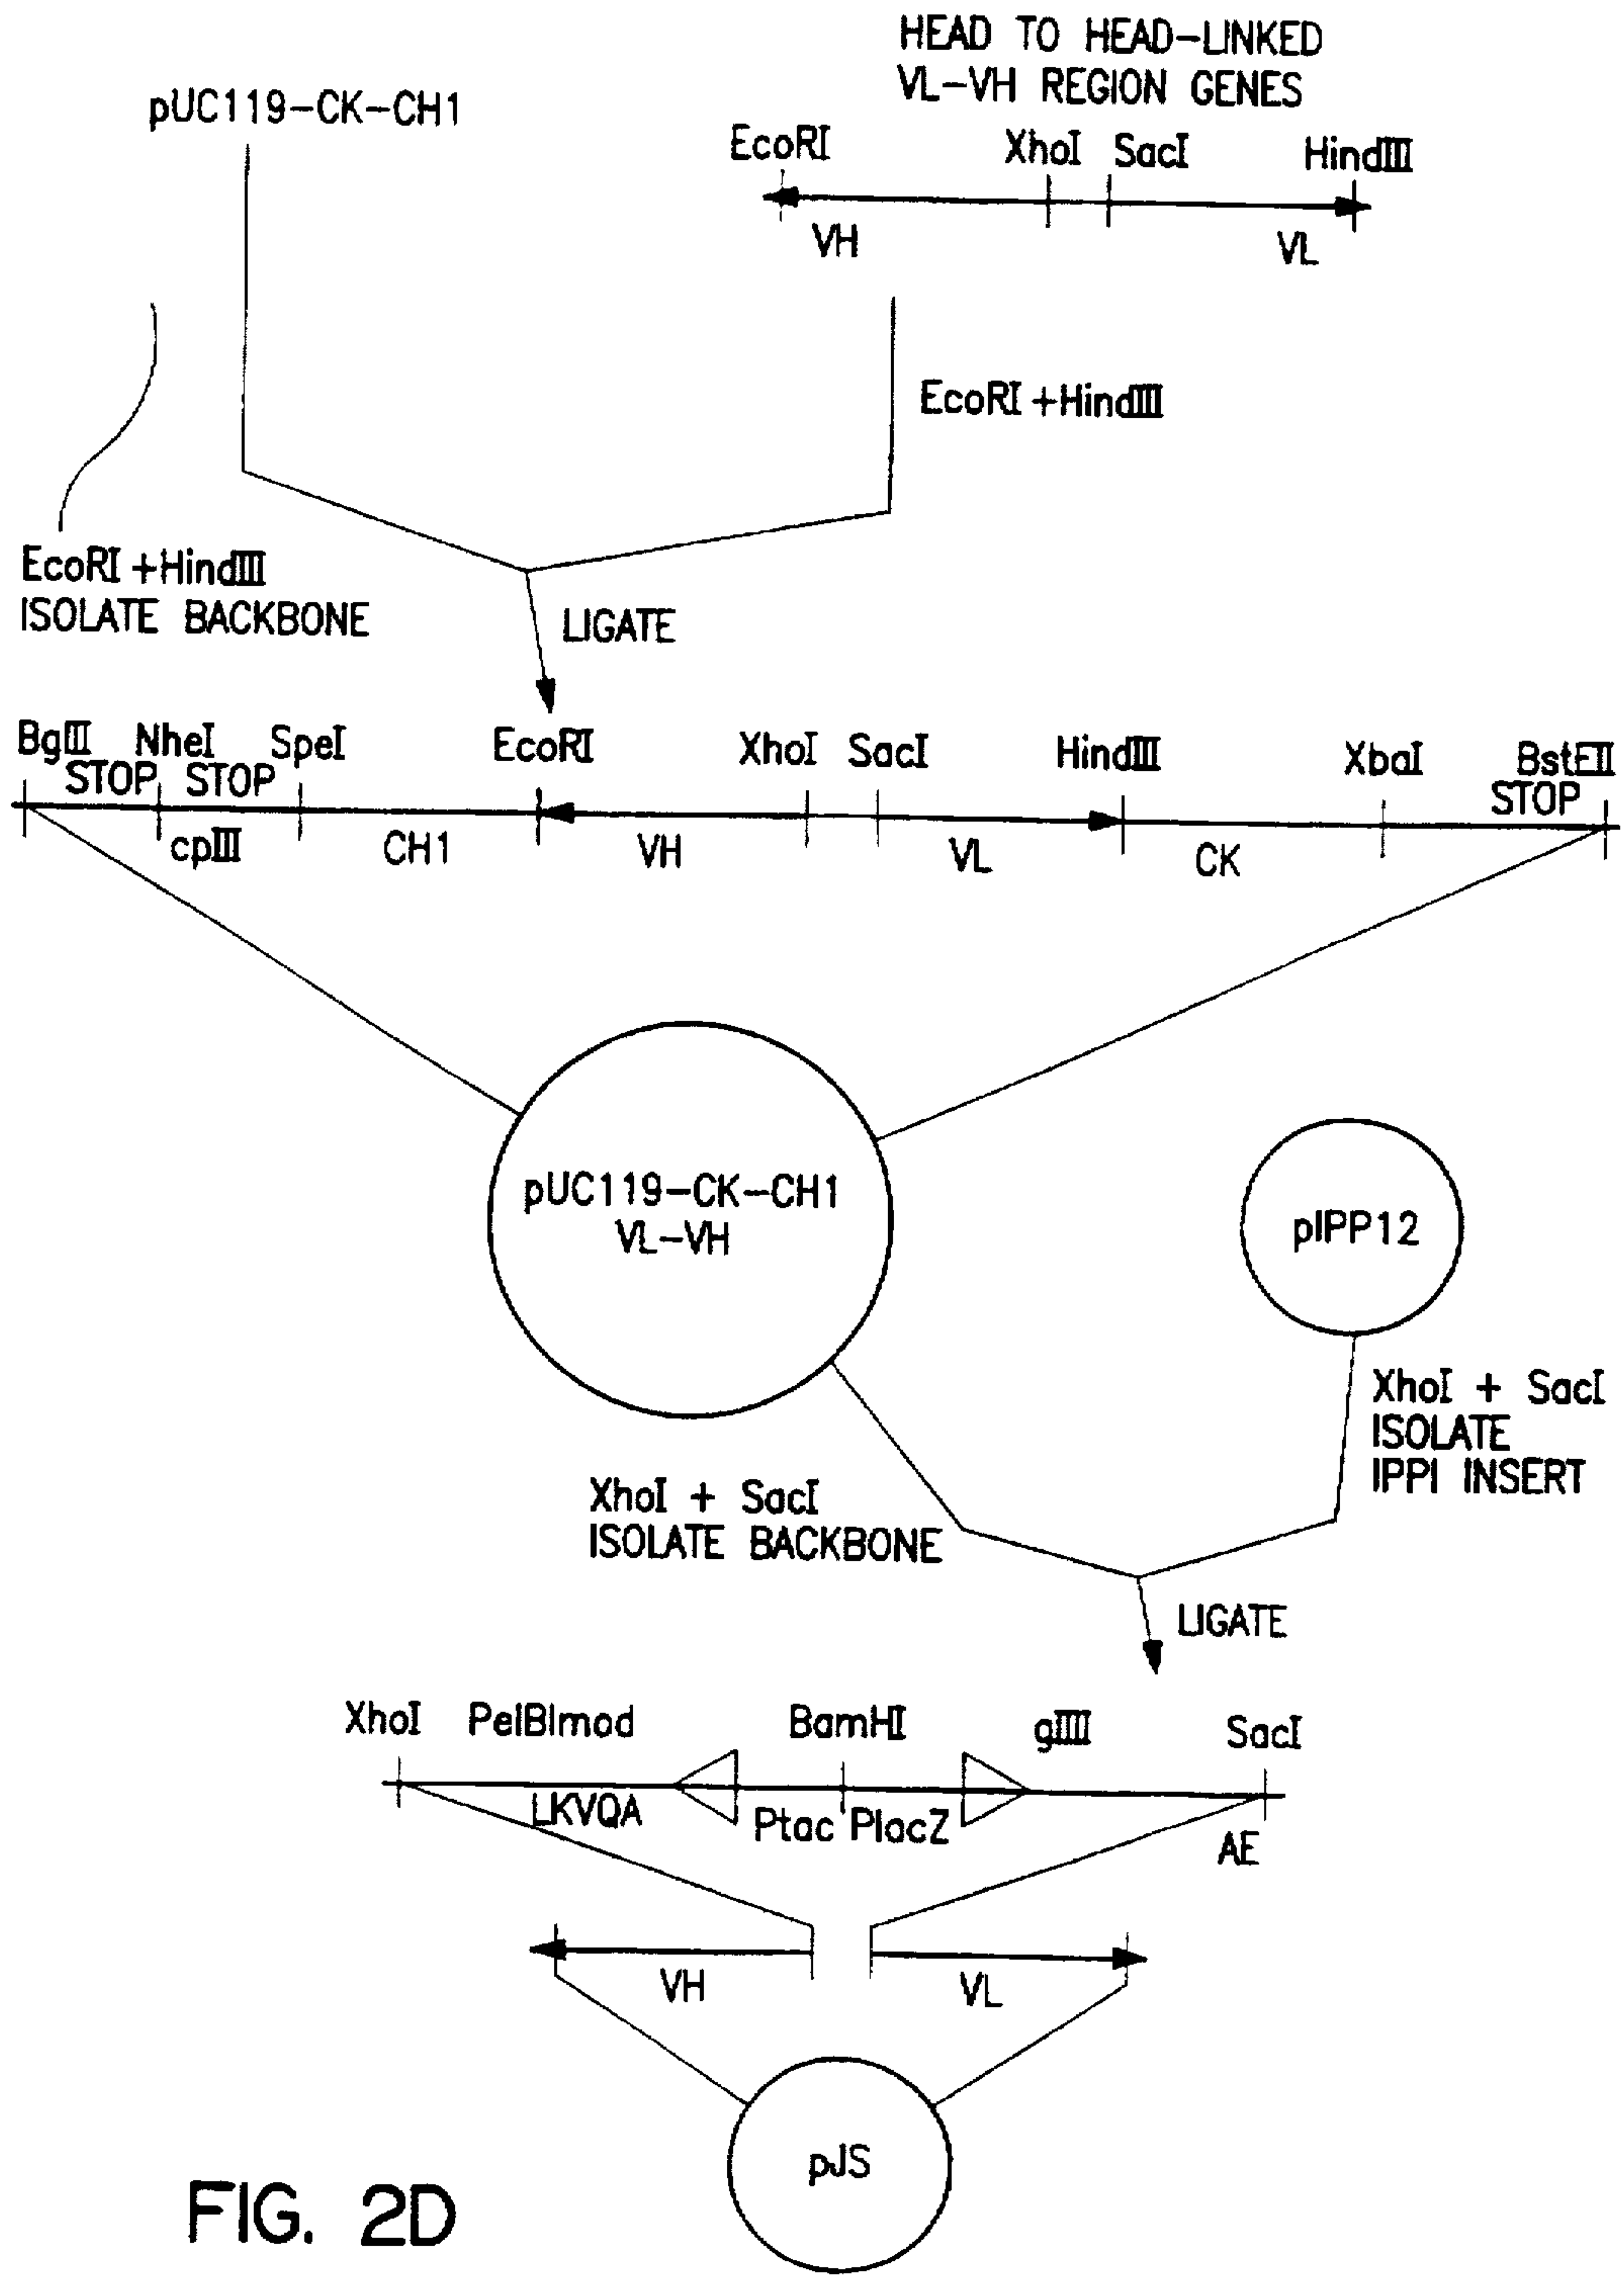 HEAD TO HEAD-LINKED
VL-VH REGION GENES
pUC119-CK-CH1
EcoRI XhoI SacI HindIII
VH VL
EcoRI+HindIII
EcoRI+HindIII
ISOLATE BACKBONE
LIGATE
BglII NheI SpeI EcoRI XhoI SacI HindIII XbaI BstEII
STOP STOP STOP
cpIII CH1 VH VL CK
pUC119-CK-CH1
VL-VH
pIPP12
XhoI + SacI
ISOLATE
IPPI INSERT
XhoI + SacI
ISOLATE BACKBONE
LIGATE
XhoI PelBlmod BamHI gIIII SacI
LKVQA Ptac PlacZ AE
VH VL
pJS
FIG. 2D